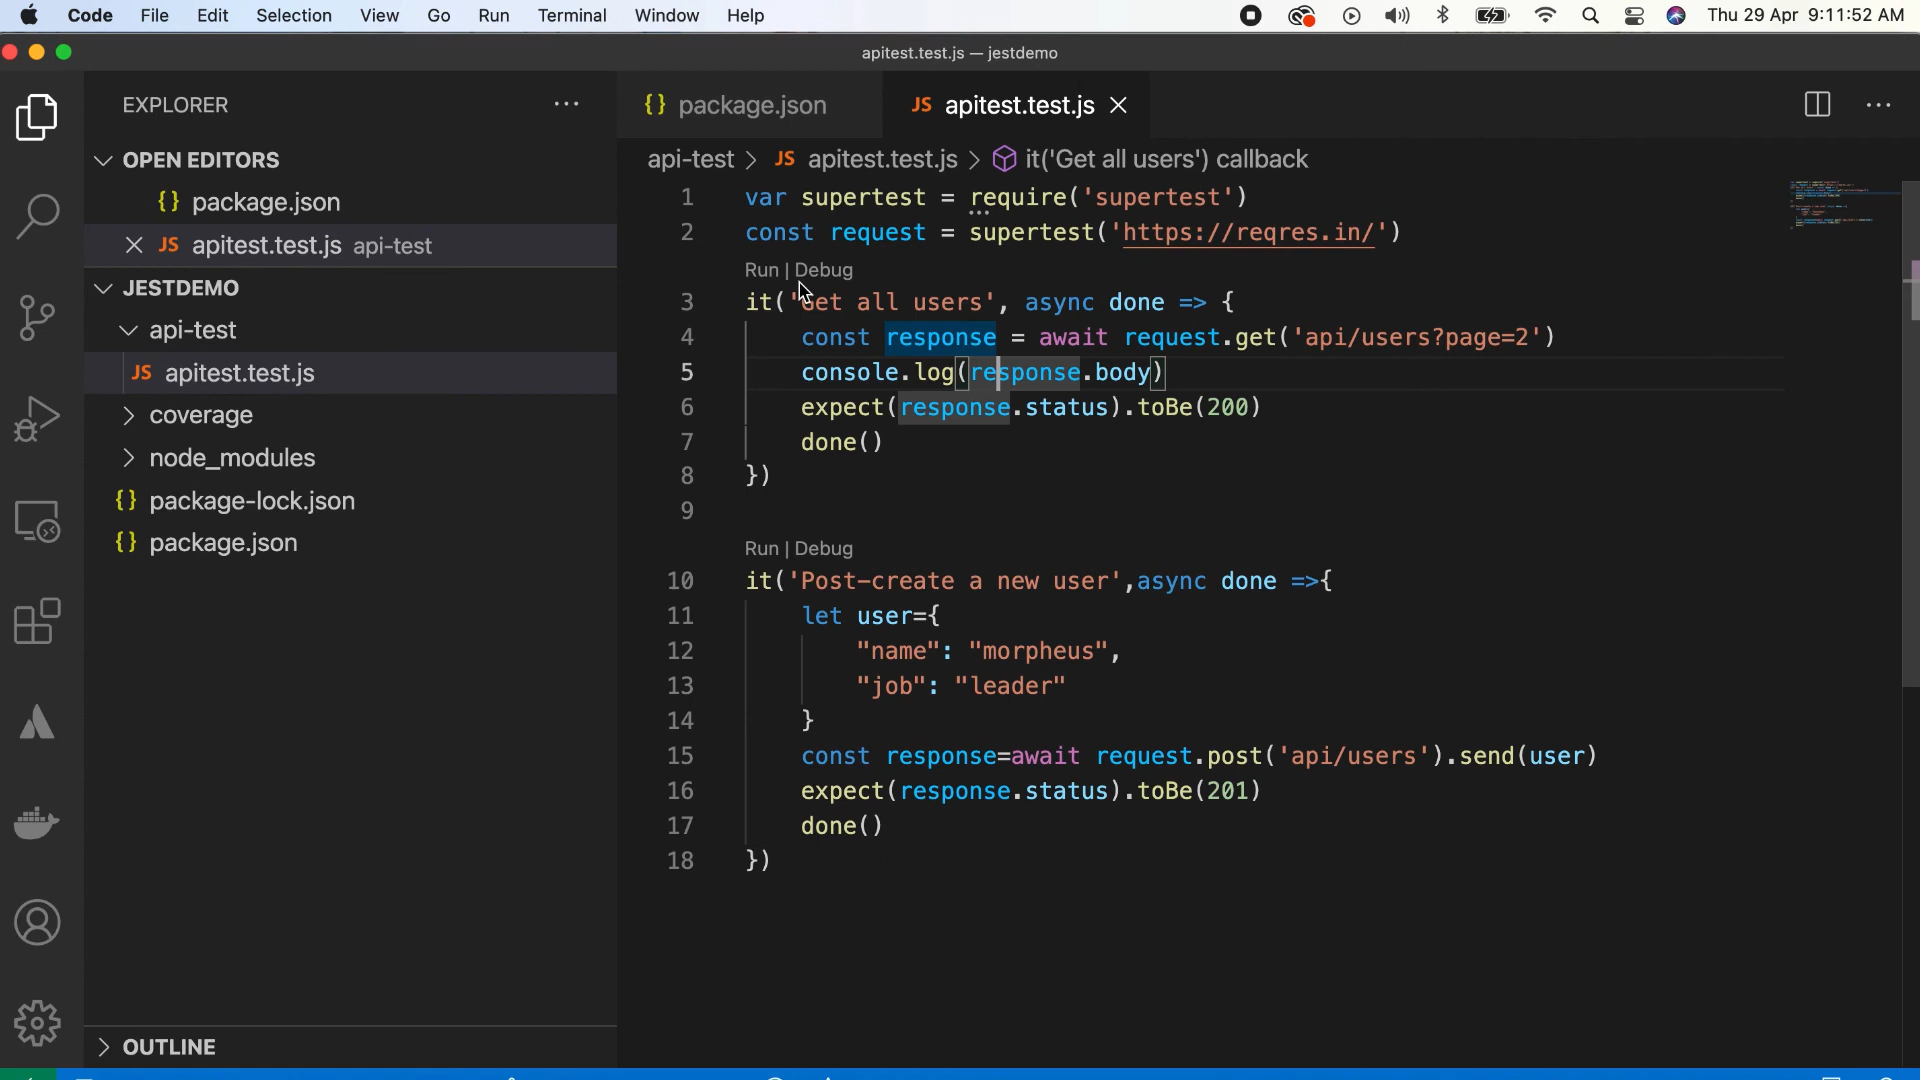 Code File Edit Selection View Go Run Terminal Window Help Thu 29 Apr 9:11:52 AM
apitest.test.js — jestdemo
EXPLORER ...
{} package.json JS apitest.test.js ...
OPEN EDITORS
{} package.json
JS apitest.test.js api-test
JESTDEMO
api-test
JS apitest.test.js
coverage
node_modules
{} package-lock.json
{} package.json
OUTLINE
api-test > JS apitest.test.js > it('Get all users') callback
1 var supertest = require('supertest')
2 const request = supertest('https://reqres.in/')
Run | Debug
3 it('Get all users', async done => {
4 const response = await request.get('api/users?page=2')
5 console.log(response.body)
6 expect(response.status).toBe(200)
7 done()
8 })
9
Run | Debug
10 it('Post-create a new user',async done =>{
11 let user={
12 "name": "morpheus",
13 "job": "leader"
14 }
15 const response=await request.post('api/users').send(user)
16 expect(response.status).toBe(201)
17 done()
18 })